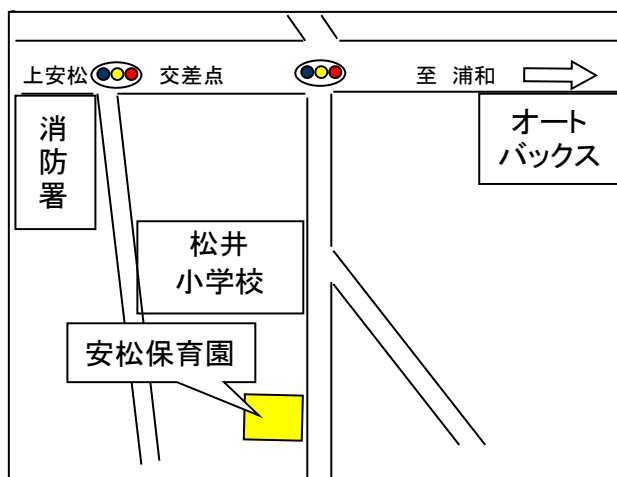 上安松 交差点 至 浦和
消防署
オート
バックス
松井
小学校
安松保育園